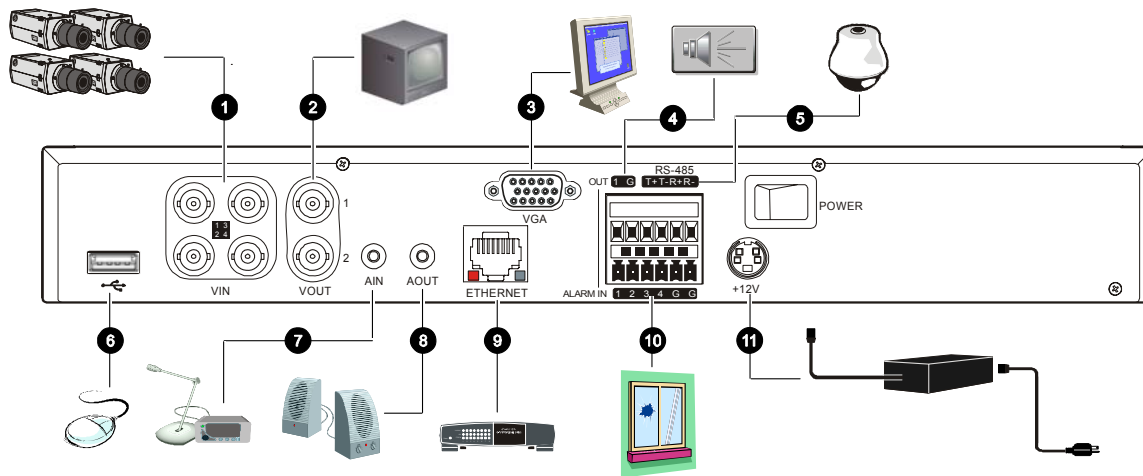 1
2
3
4
5
RS-485
OUT 1 G T+T-R+R-
1
1 3
2 4
VGA
POWER
2
AIN
AOUT
VIN
VOUT
ETHERNET
ALARM IN 1 2 3 4 G G
+12V
6
7
8
9
10
11